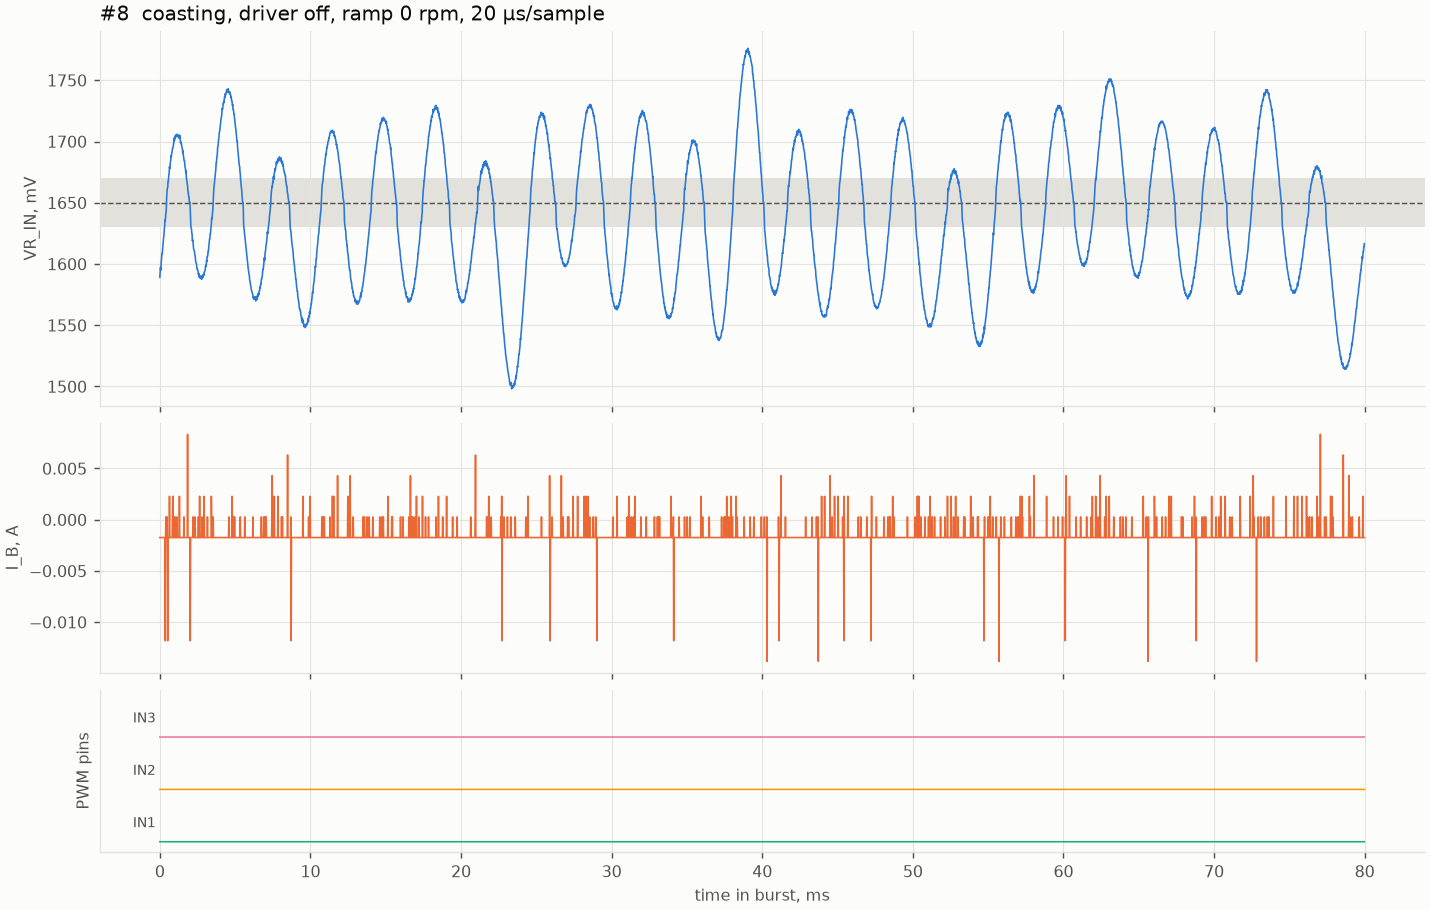 #8  coasting, driver off, ramp 0 rpm, 20 µs/sample
VR_IN, mV
1750
1700
1650
1600
1550
1500
I_B, A
0.005
0.000
−0.005
−0.010
PWM pins
IN3
IN2
IN1
0 10 20 30 40 50 60 70 80
time in burst, ms